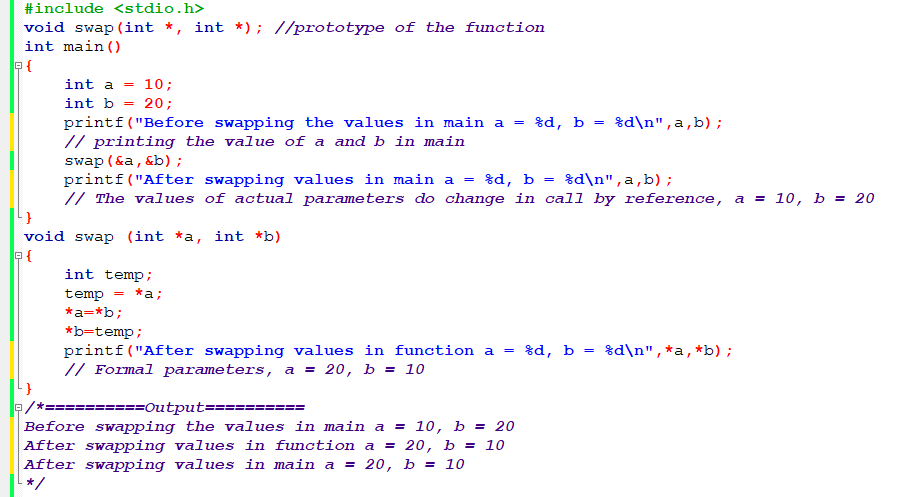 #include <stdio.h>
void swap(int *, int *); //prototype of the function
int main()
{
    int a = 10;
    int b = 20;
    printf("Before swapping the values in main a = %d, b = %d\n",a,b);
    // printing the value of a and b in main
    swap(&a,&b);
    printf("After swapping values in main a = %d, b = %d\n",a,b);
    // The values of actual parameters do change in call by reference, a = 10, b = 20
}
void swap (int *a, int *b)
{
    int temp;
    temp = *a;
    *a=*b;
    *b=temp;
    printf("After swapping values in function a = %d, b = %d\n",*a,*b);
    // Formal parameters, a = 20, b = 10
}
/*==========Output==========
Before swapping the values in main a = 10, b = 20
After swapping values in function a = 20, b = 10
After swapping values in main a = 20, b = 10
*/